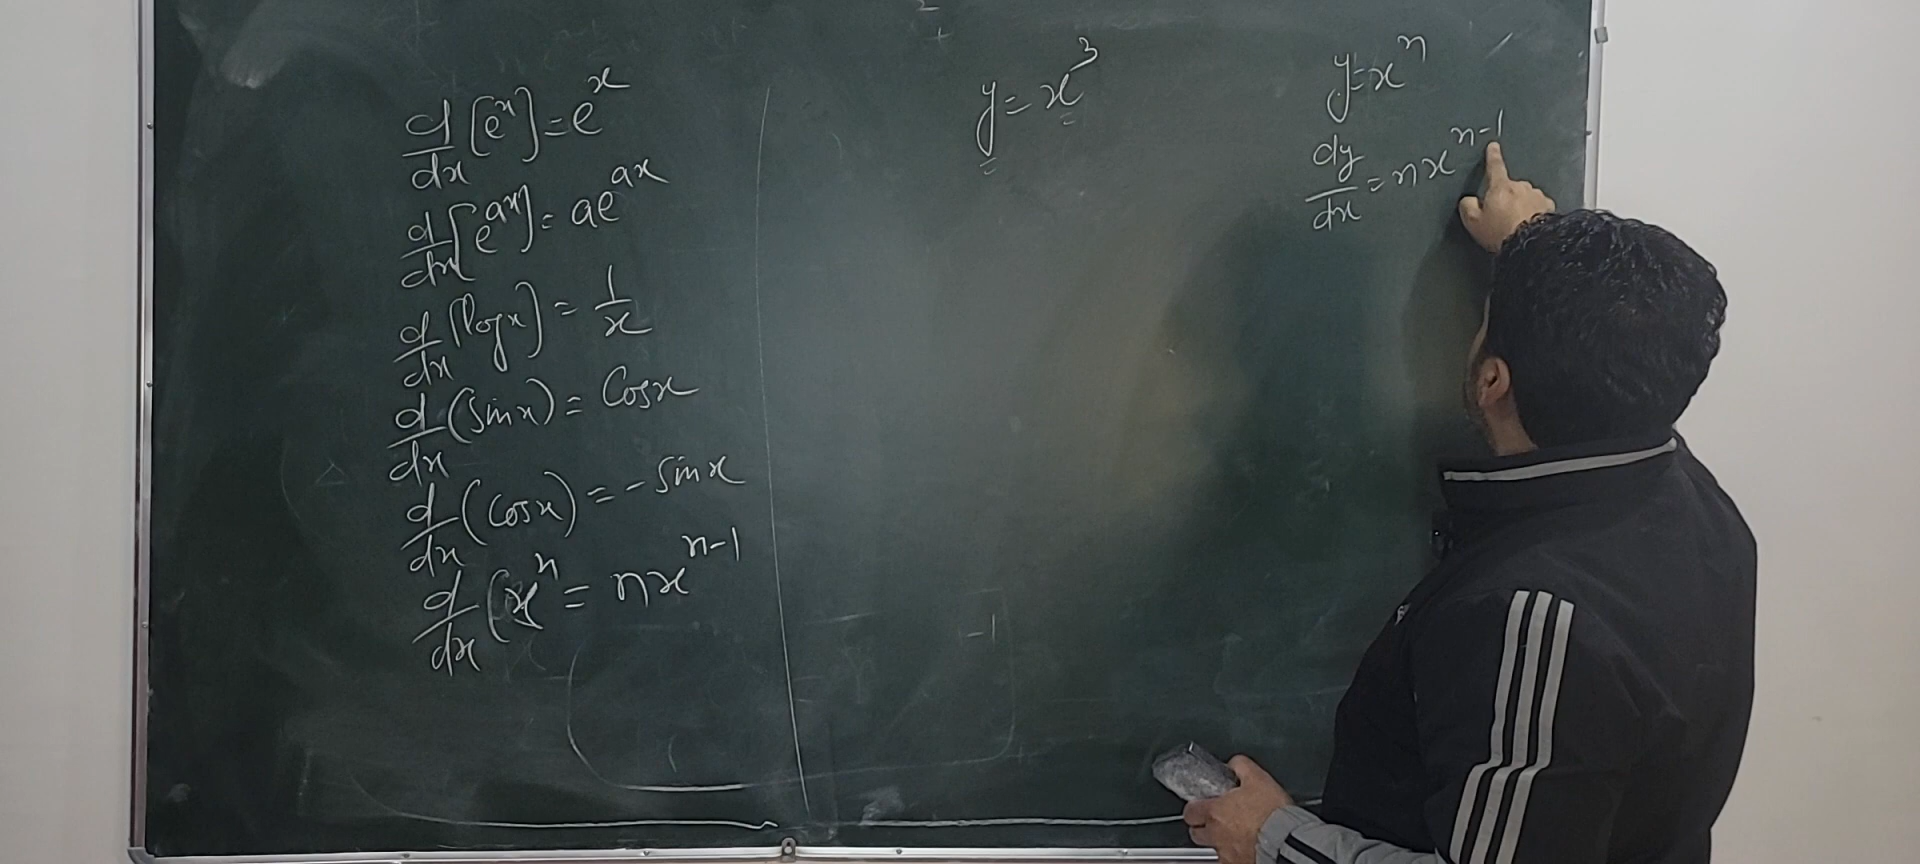 d/dx [e^x] = e^x
d/dx [e^ax] = ae^ax
d/dx [log x] = 1/x
d/dx (sin x) = Cos x
d/dx (Cos x) = - Sin x
d/dx (x^n = nx^n-1
y = x^3
y = x^n
dy/dx = nx^n-1
-1